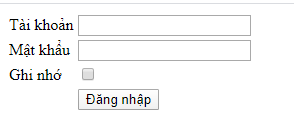 Tài khoản
Mật khẩu
Ghi nhớ
Đăng nhập